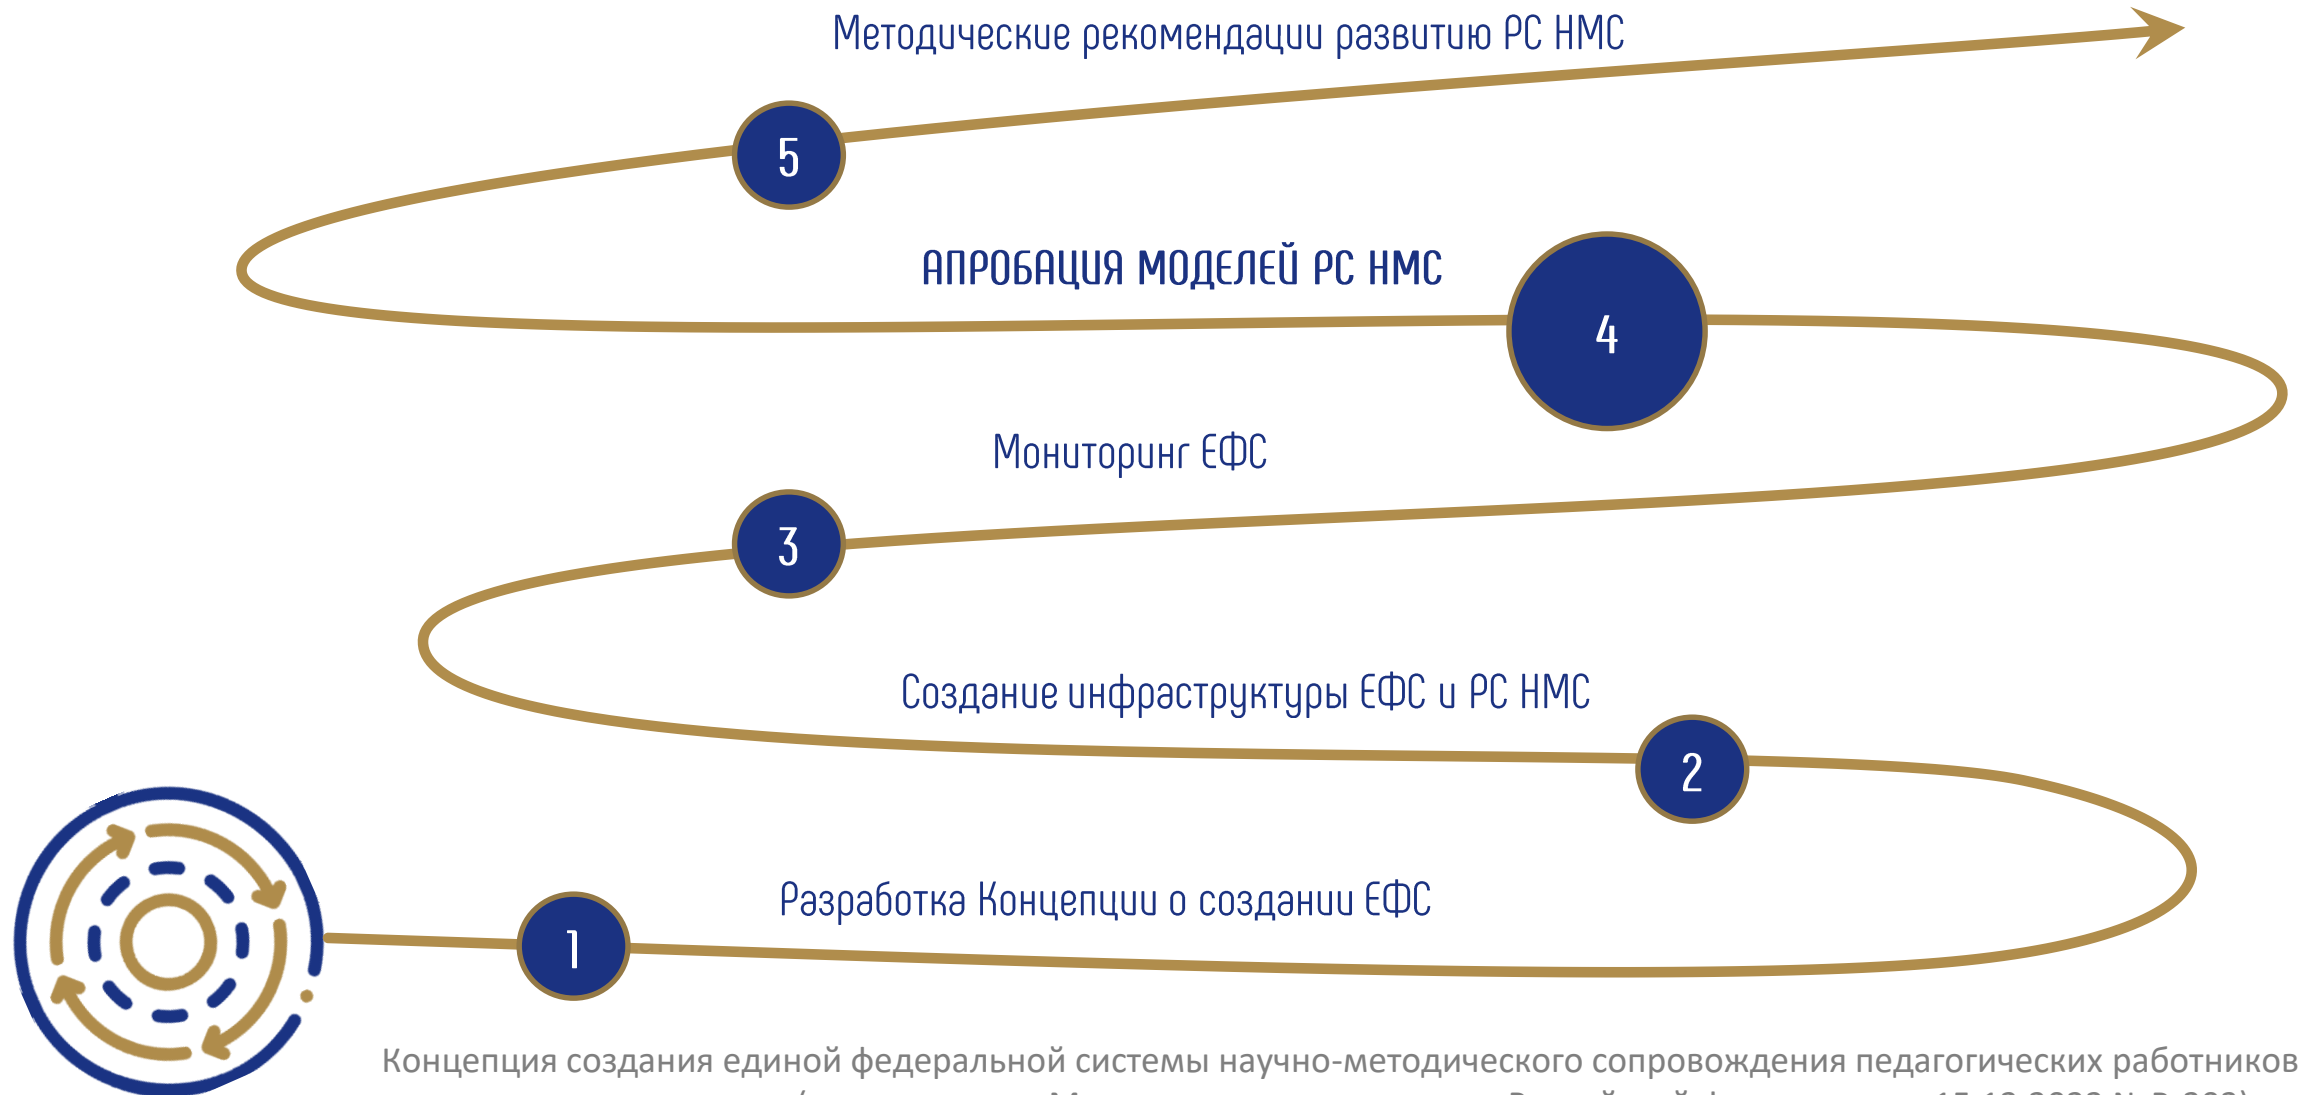 Методические рекомендации развитию РС НМС
5
АПРОБАЦИЯ МОДЕЛЕЙ РС НМС
4
Мониторинг ЕФС
3
Создание инфраструктуры ЕФС и РС НМС
2
Разработка Концепции о создании ЕФС
1
Концепция создания единой федеральной системы научно-методического сопровождения педагогических работников